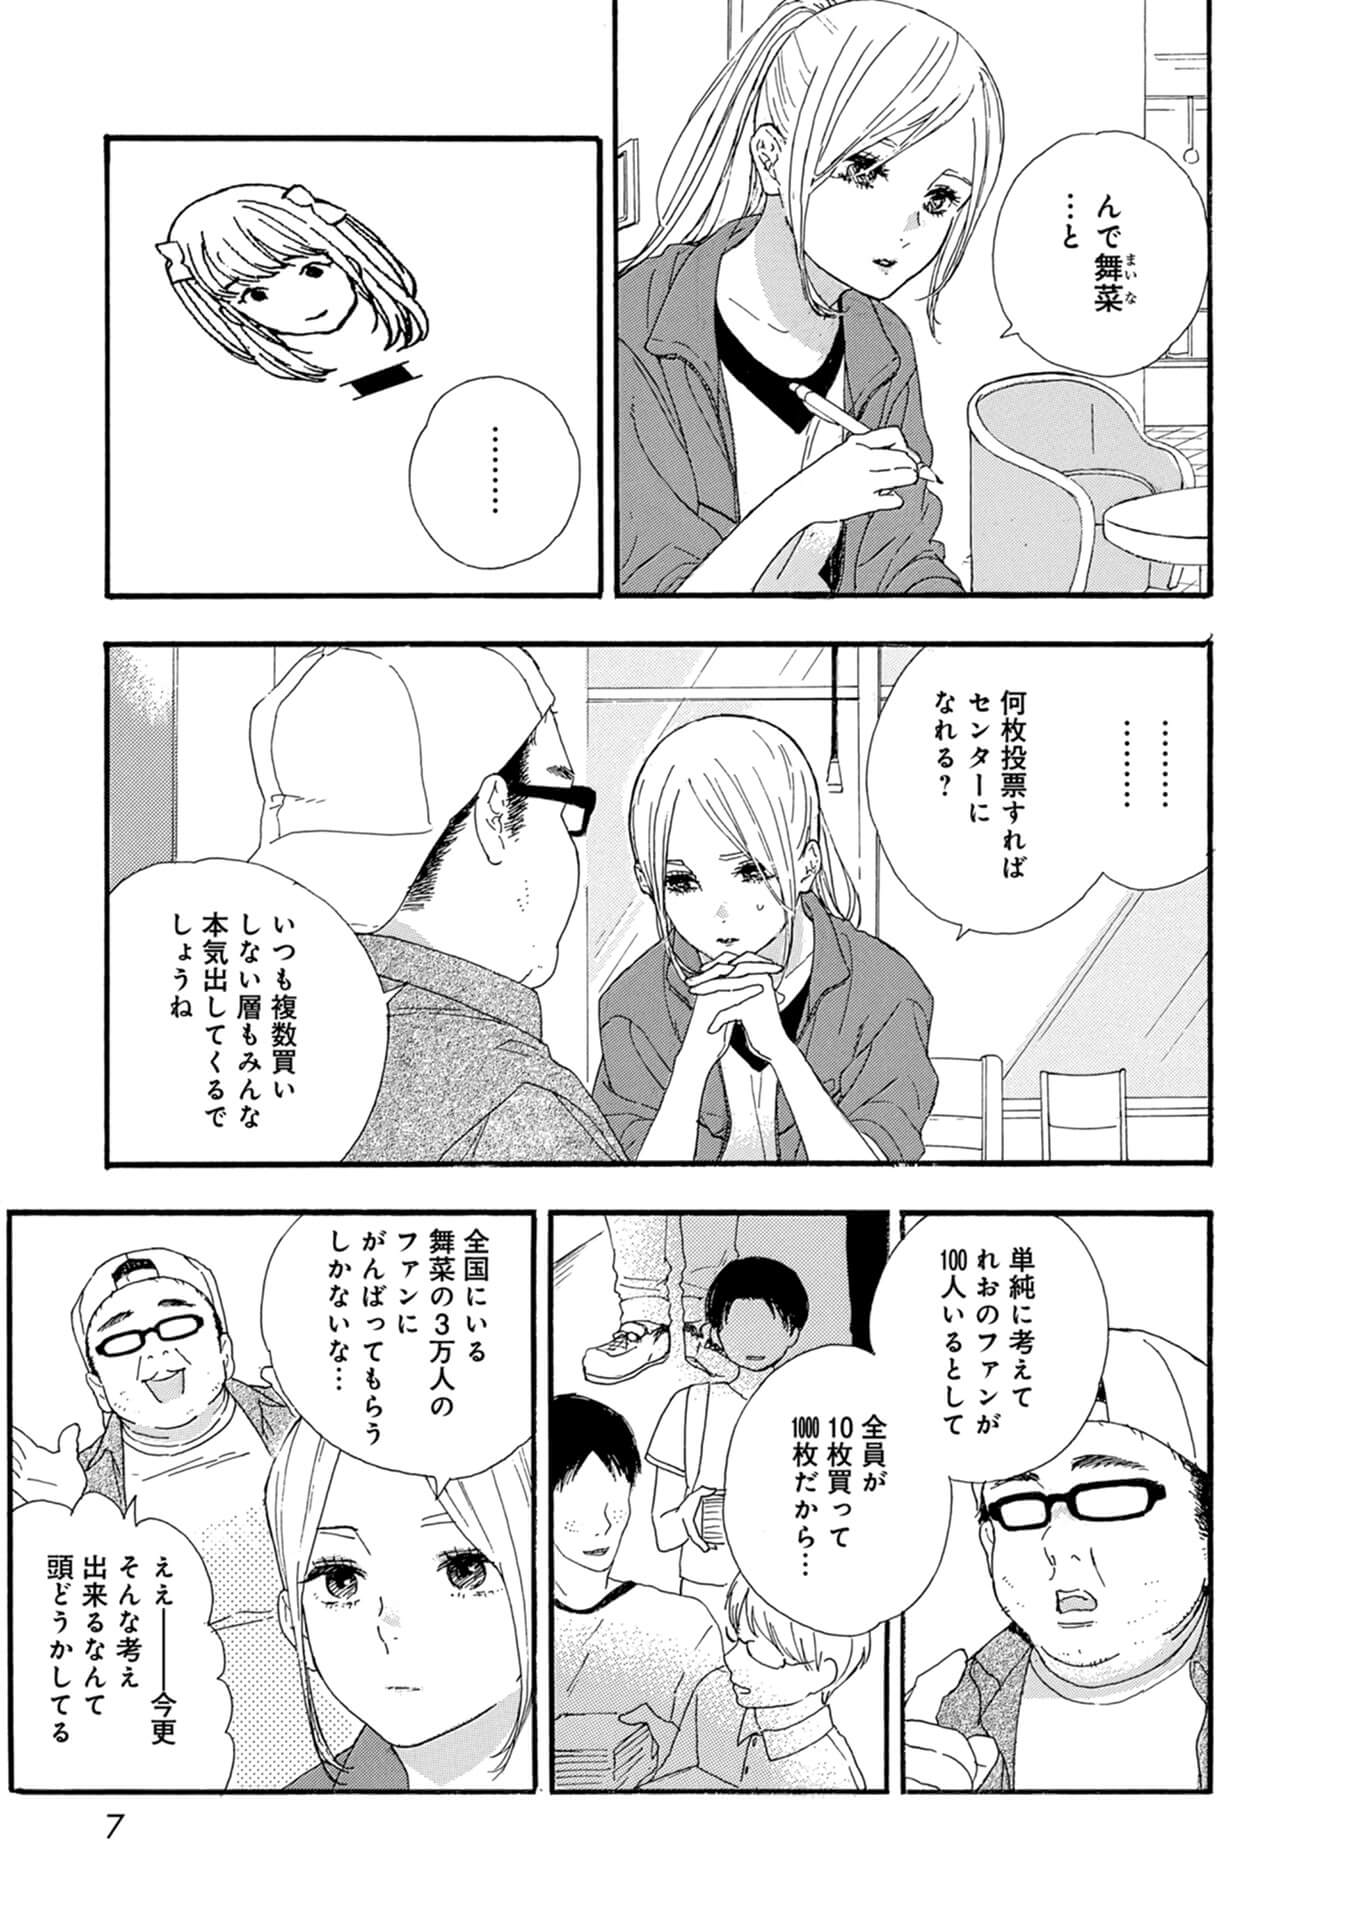 んで舞菜
まいな
…と
………
………
………
何枚投票すれば
センターに
なれる?
いつも複数買い
しない層もみんな
本気出してくるで
しょうね
単純に考えて
れおのファンが
100人いるとして
全員が
10枚買って
1000枚だから…
全国にいる
舞菜の3万人の
ファンに
がんばってもらう
しかないな…
ええ――今更
そんな考え
出来るなんて
頭どうかしてる
7